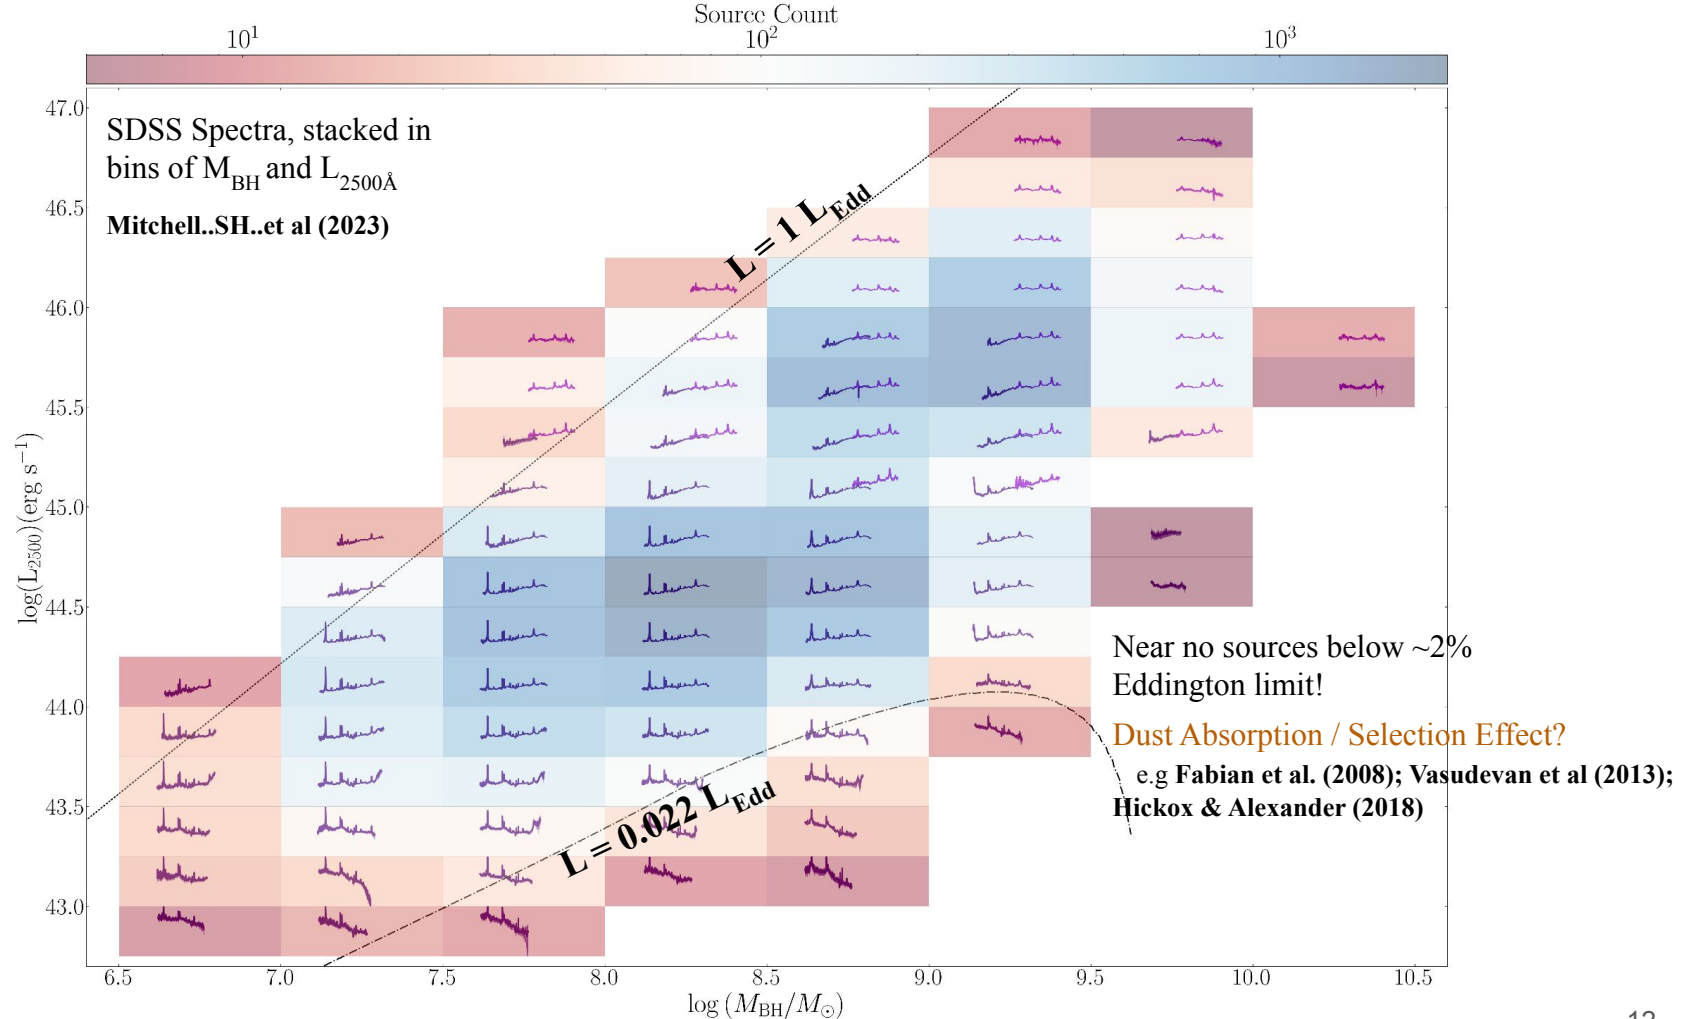 Source Count
10^1 10^2 10^3
47.0
46.5
46.0
45.5
45.0
44.5
44.0
43.5
43.0
log(L_2500)(erg s^−1)
SDSS Spectra, stacked in
bins of M_BH and L_2500Å
Mitchell..SH..et al (2023)
L = 1 L_Edd
L = 0.022 L_Edd
Near no sources below ~2%
Eddington limit!
Dust Absorption / Selection Effect?
e.g Fabian et al. (2008); Vasudevan et al (2013);
Hickox & Alexander (2018)
6.5 7.0 7.5 8.0 8.5 9.0 9.5 10.0 10.5
log (M_BH/M_⊙)